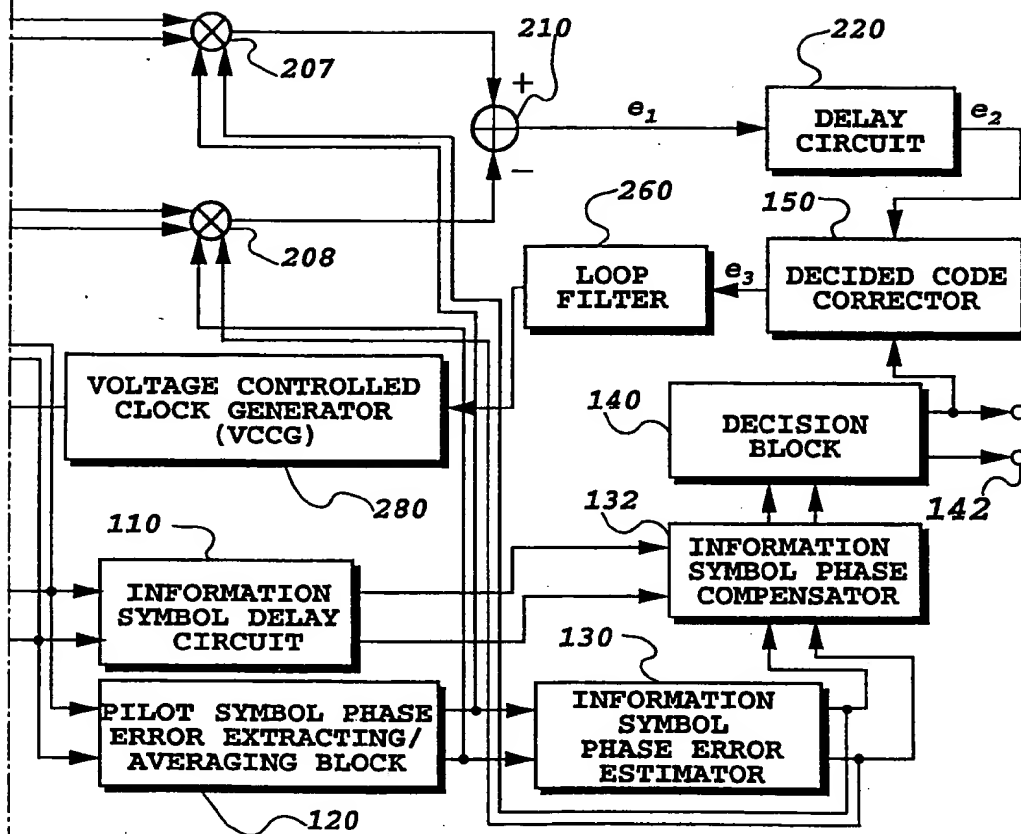 207
+
210
e1
220
DELAY
CIRCUIT
e2
−
208
260
LOOP
FILTER
e3
150
DECIDED CODE
CORRECTOR
VOLTAGE CONTROLLED
CLOCK GENERATOR
(VCCG)
280
140
DECISION
BLOCK
142
110
INFORMATION
SYMBOL DELAY
CIRCUIT
132
INFORMATION
SYMBOL PHASE
COMPENSATOR
PILOT SYMBOL PHASE
ERROR EXTRACTING/
AVERAGING BLOCK
120
130
INFORMATION
SYMBOL
PHASE ERROR
ESTIMATOR